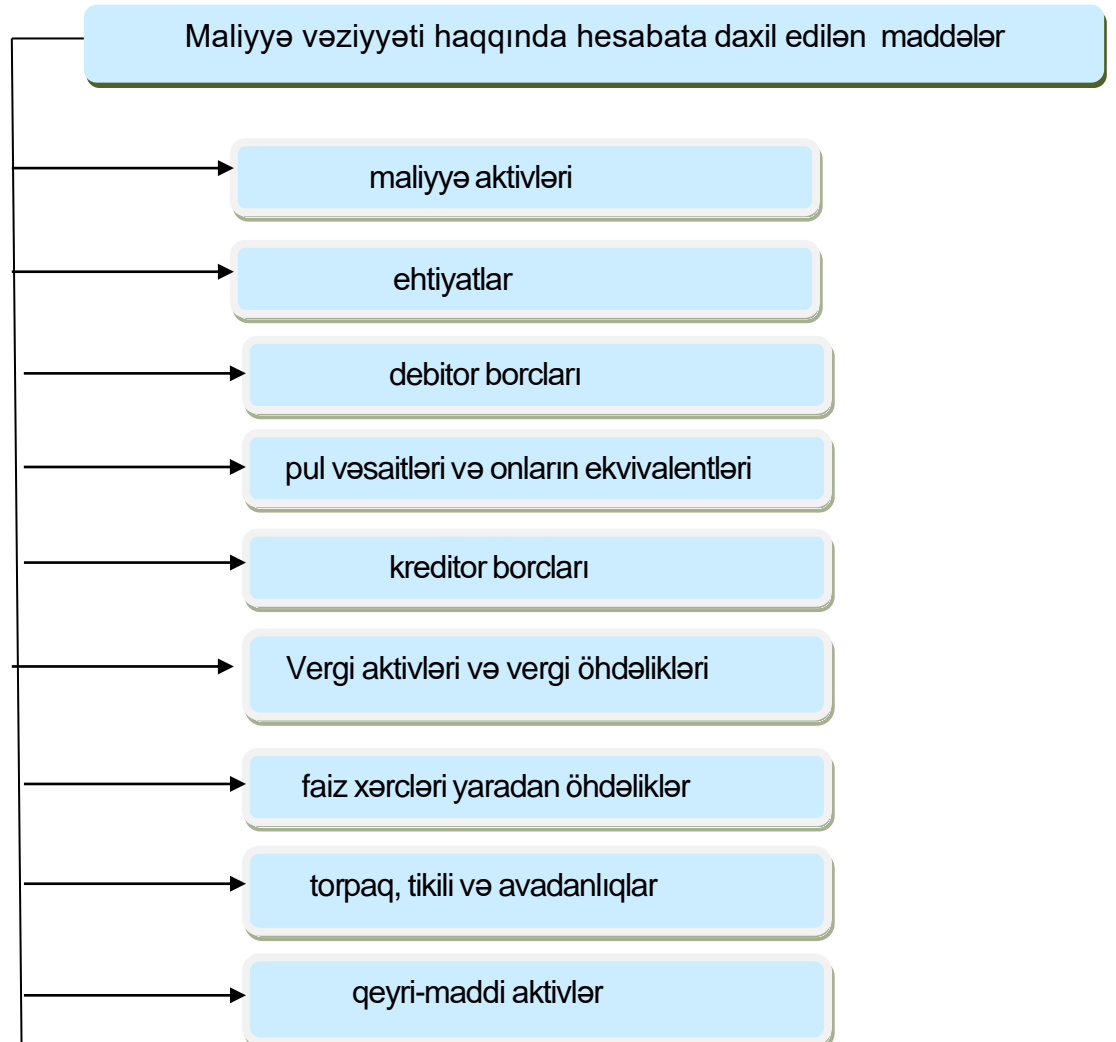 Maliyyə vəziyyəti haqqında hesabata daxil edilən maddələr
maliyyə aktivləri
ehtiyatlar
debitor borcları
pul vəsaitləri və onların ekvivalentləri
kreditor borcları
Vergi aktivləri və vergi öhdəlikləri
faiz xərcləri yaradan öhdəliklər
torpaq, tikili və avadanlıqlar
qeyri-maddi aktivlər